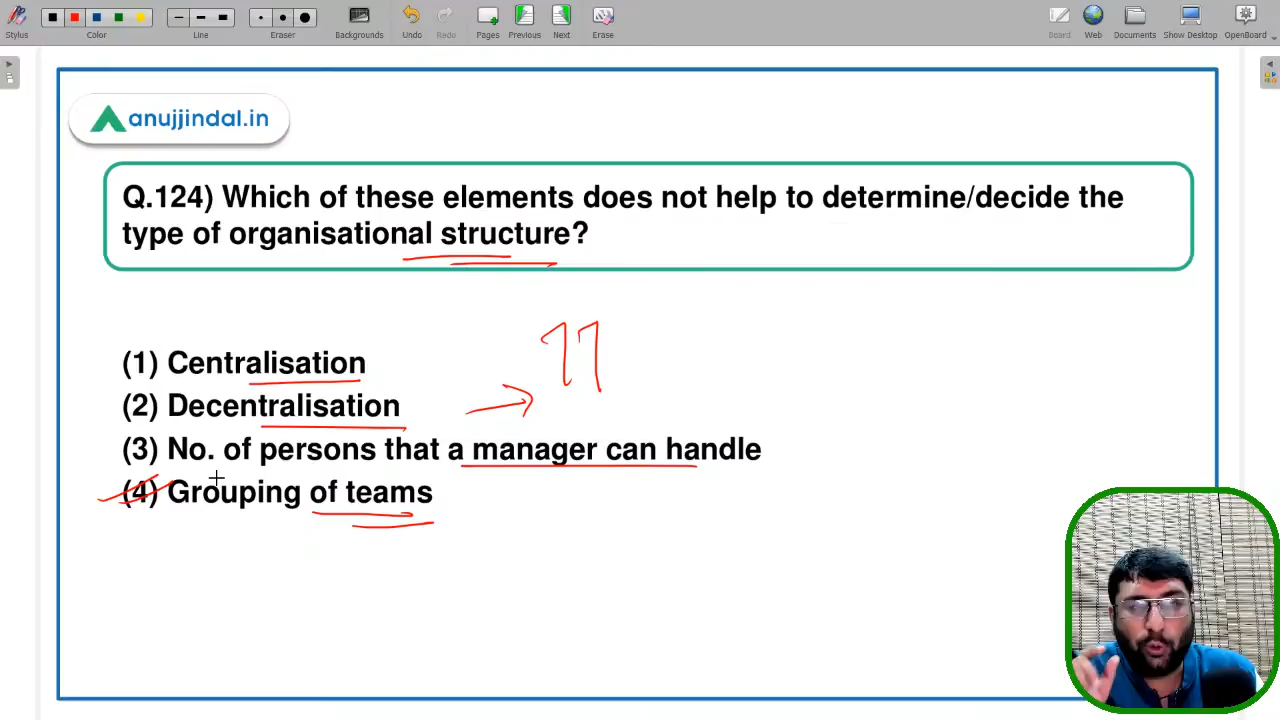 Stylus
Color
Line
Eraser
Backgrounds
Undo
Redo
Pages
Previous
Next
Erase
Board
Web
Documents
Show Desktop
OpenBoard
anujjindal.in
Q.124) Which of these elements does not help to determine/decide the
type of organisational structure?
(1) Centralisation
(2) Decentralisation
(3) No. of persons that a manager can handle
(4) Grouping of teams